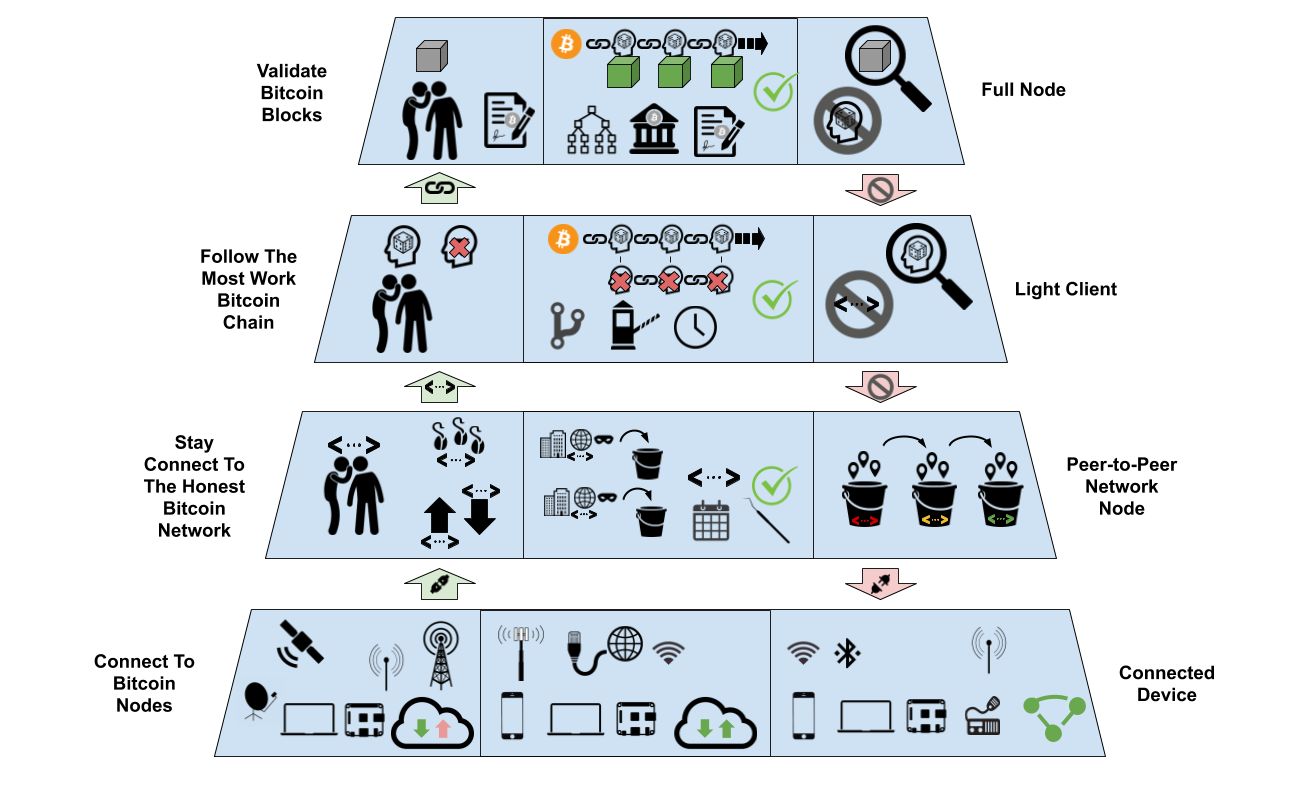 Validate
Bitcoin
Blocks
Full Node
Follow The
Most Work
Bitcoin
Chain
Light Client
Stay
Connect To
The Honest
Bitcoin
Network
Peer-to-Peer
Network
Node
Connect To
Bitcoin
Nodes
Connected
Device